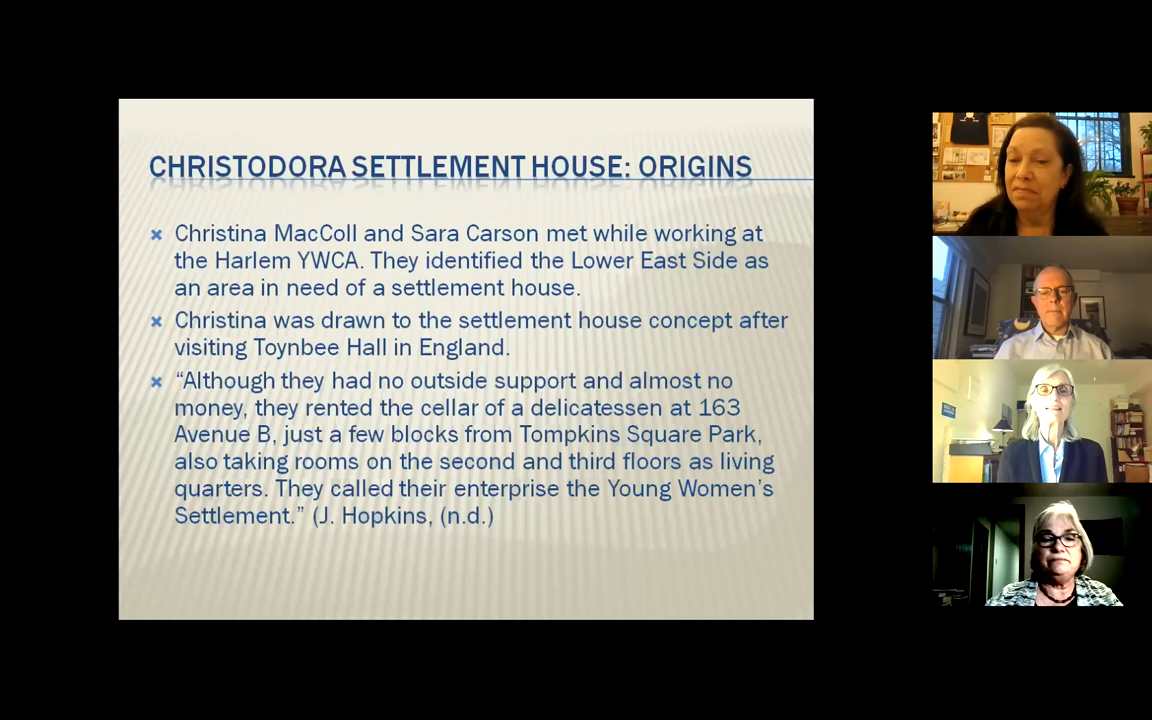 CHRISTODORA SETTLEMENT HOUSE: ORIGINS
Christina MacColl and Sara Carson met while working at
the Harlem YWCA. They identified the Lower East Side as
an area in need of a settlement house.
Christina was drawn to the settlement house concept after
visiting Toynbee Hall in England.
“Although they had no outside support and almost no
money, they rented the cellar of a delicatessen at 163
Avenue B, just a few blocks from Tompkins Square Park,
also taking rooms on the second and third floors as living
quarters. They called their enterprise the Young Women’s
Settlement.” (J. Hopkins, (n.d.)